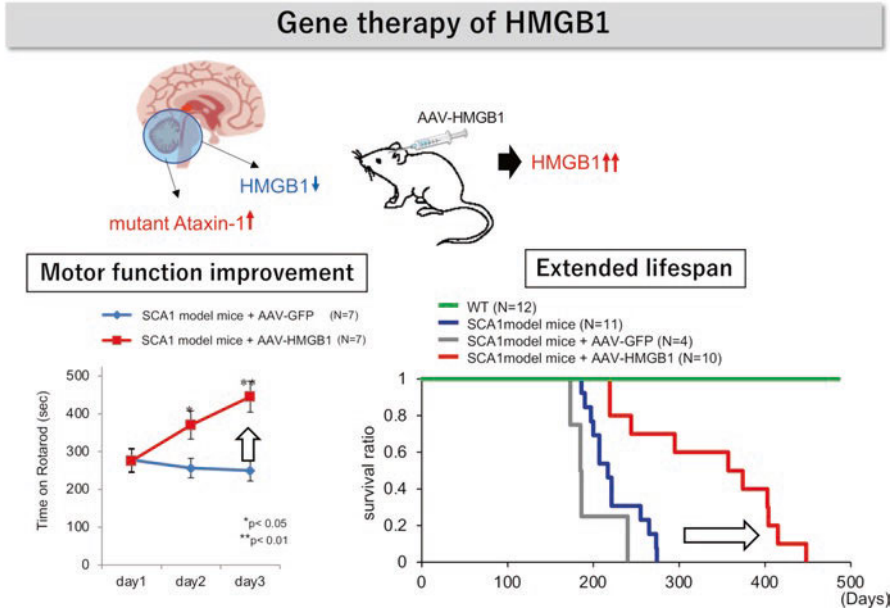 Gene therapy of HMGB1
AAV-HMGB1
HMGB1↓
HMGB1↑↑
mutant Ataxin-1↑
Motor function improvement
SCA1 model mice + AAV-GFP (N=7)
SCA1 model mice + AAV-HMGB1 (N=7)
Time on Rotarod (sec)
500
400
300
200
100
0
*
**
*p< 0.05
**p< 0.01
day1 day2 day3
Extended lifespan
WT (N=12)
SCA1model mice (N=11)
SCA1model mice + AAV-GFP (N=4)
SCA1model mice + AAV-HMGB1 (N=10)
survival ratio
1
0.8
0.6
0.4
0.2
0
0 100 200 300 400 500
(Days)